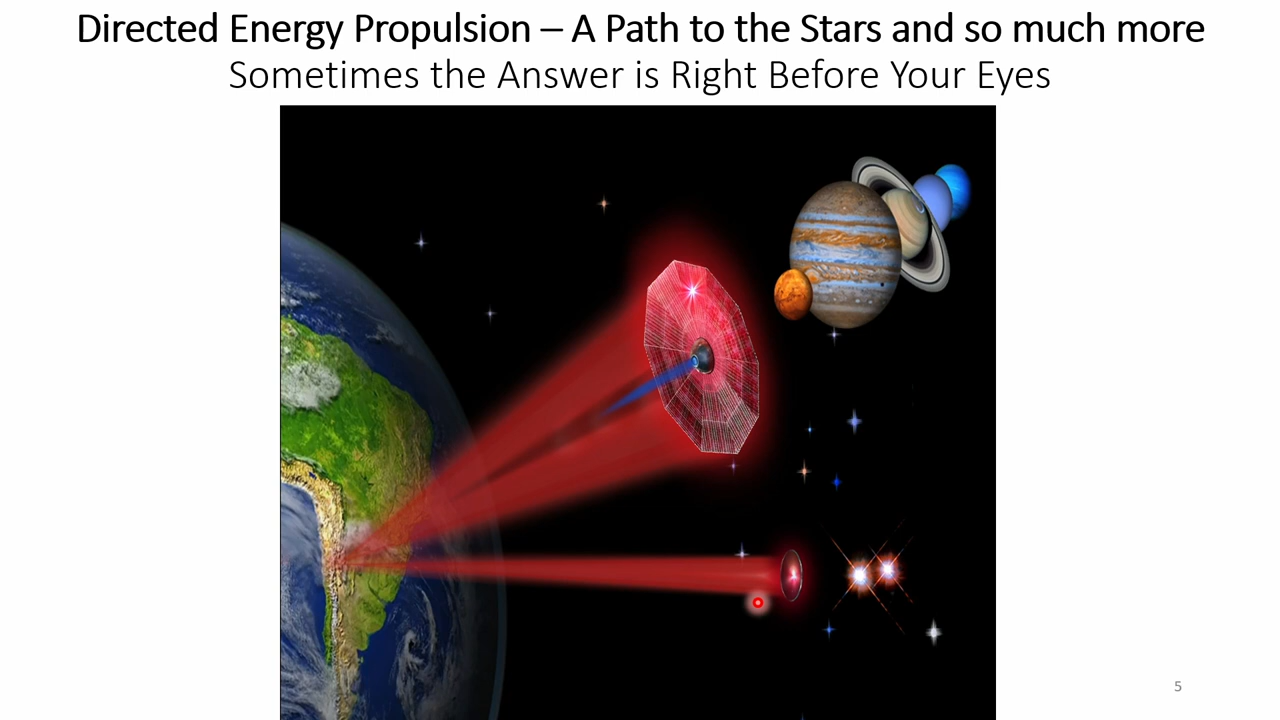 Directed Energy Propulsion – A Path to the Stars and so much more
Sometimes the Answer is Right Before Your Eyes
5